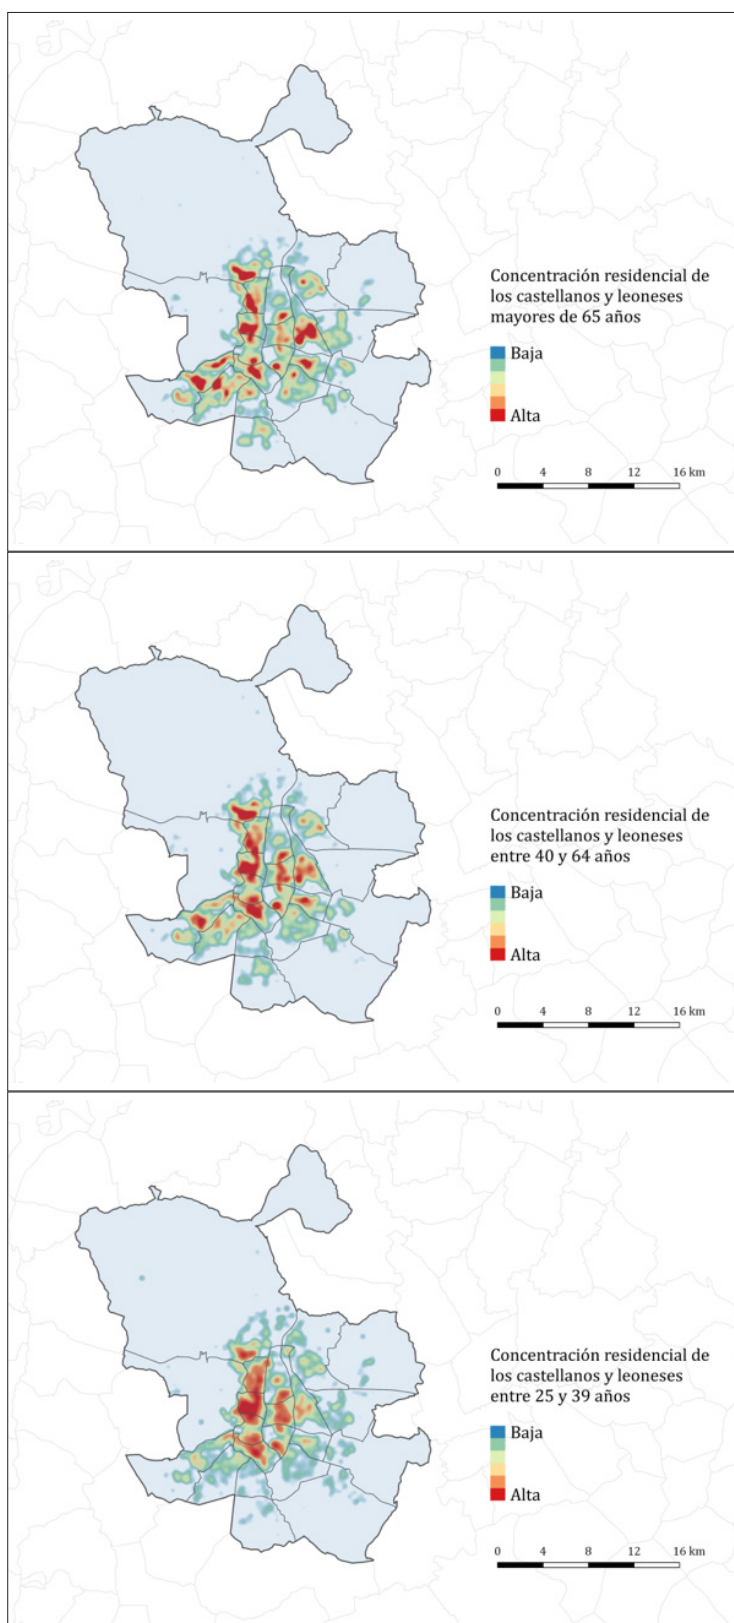 Concentración residencial de
los castellanos y leoneses
mayores de 65 años
Baja
Alta
0 4 8 12 16 km
Concentración residencial de
los castellanos y leoneses
entre 40 y 64 años
Baja
Alta
0 4 8 12 16 km
Concentración residencial de
los castellanos y leoneses
entre 25 y 39 años
Baja
Alta
0 4 8 12 16 km